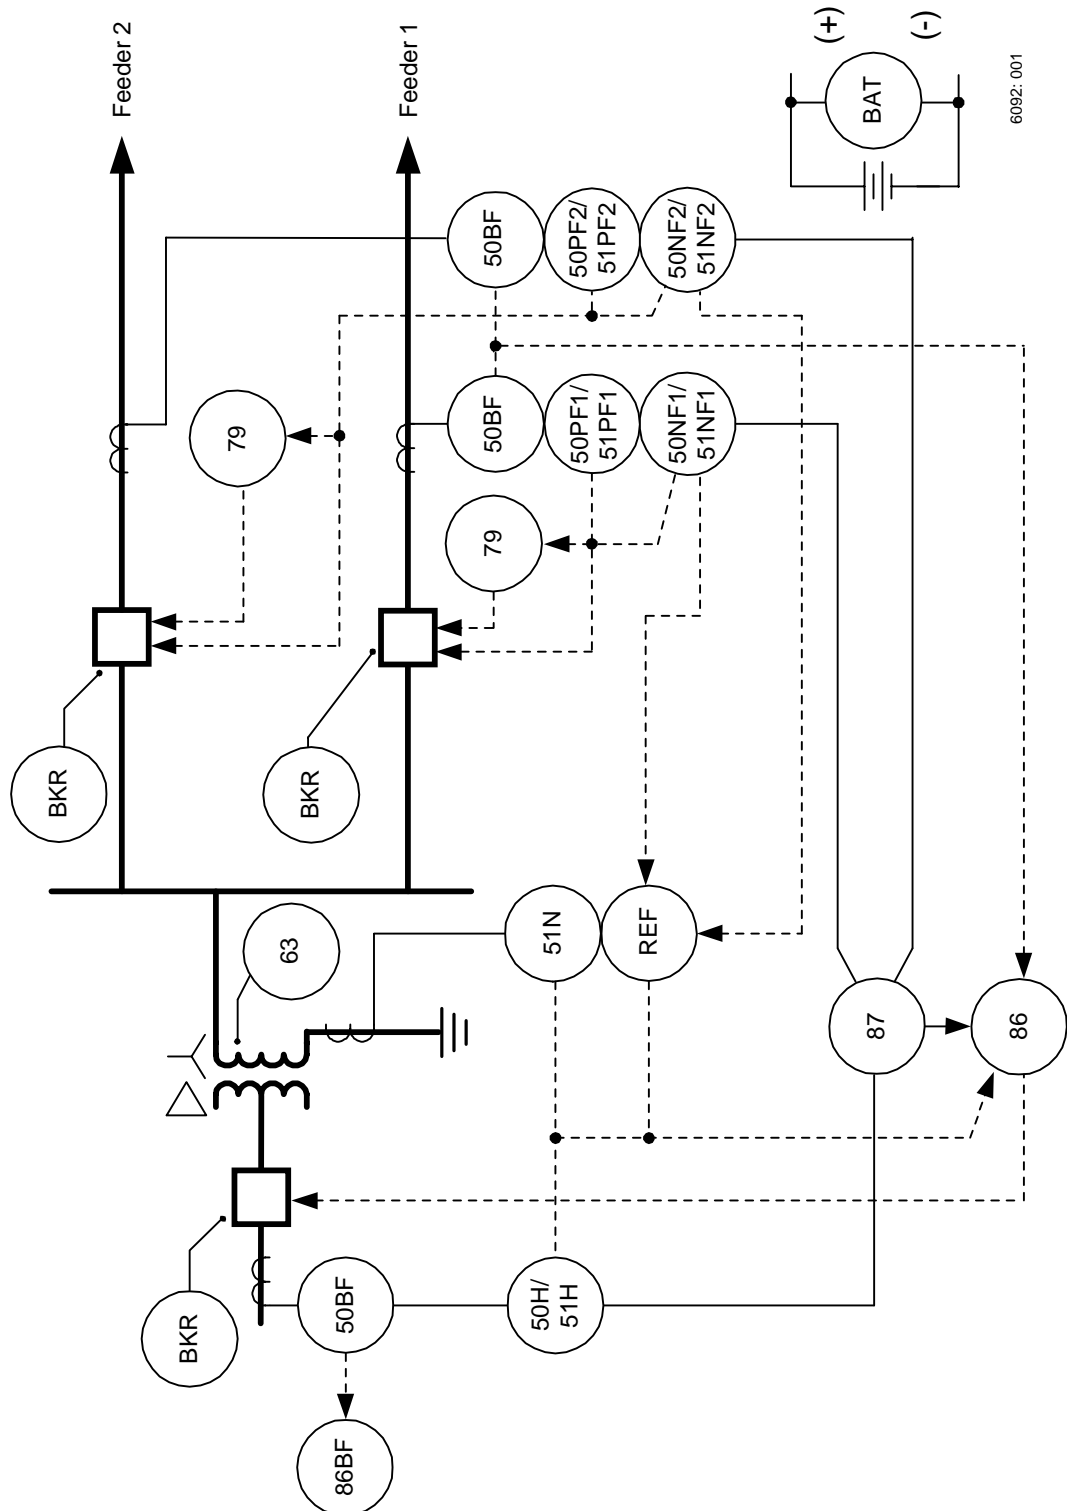 Feeder 2
Feeder 1
(+)
(-)
BAT
6092: 001
50BF
50PF2/
51PF2
50NF2/
51NF2
79
50BF
50PF1/
51PF1
50NF1/
51NF1
79
BKR
BKR
63
51N
REF
87
86
BKR
50BF
50H/
51H
86BF